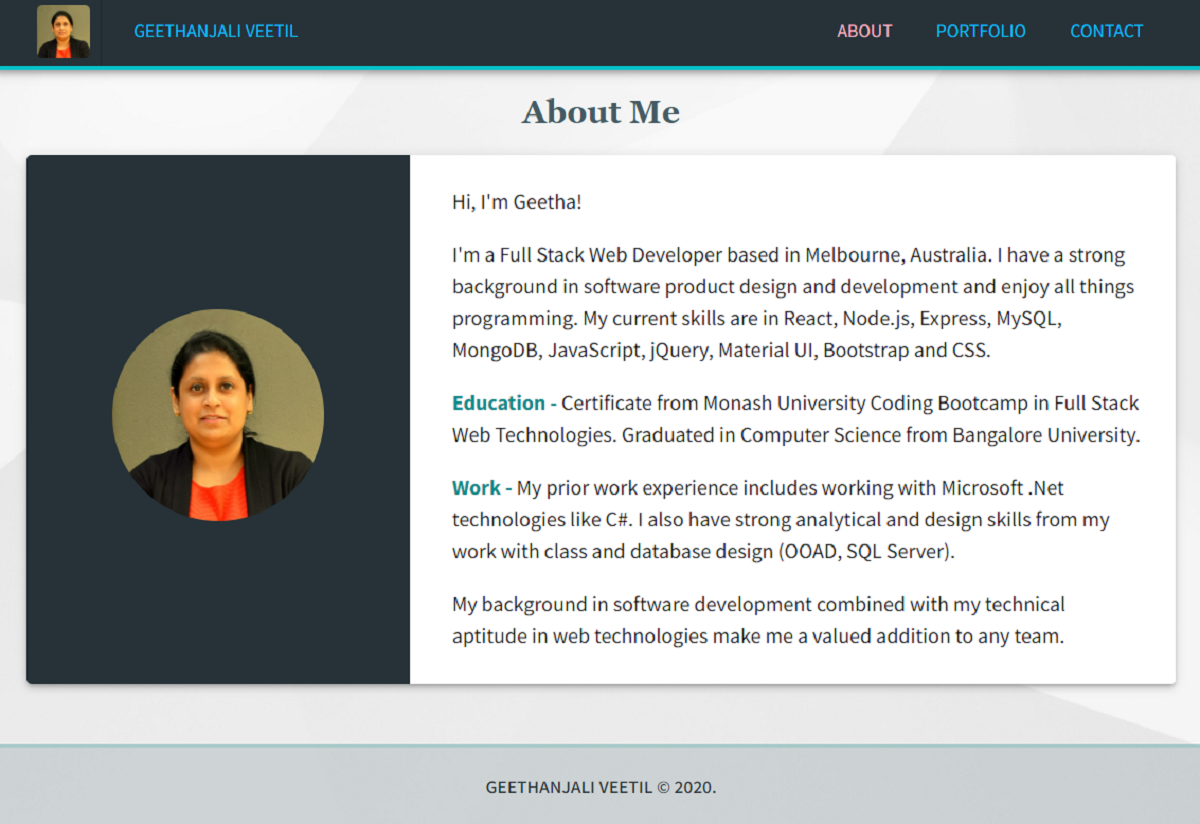 GEETHANJALI VEETIL
ABOUT
PORTFOLIO
CONTACT
About Me
Hi, I'm Geetha!
I'm a Full Stack Web Developer based in Melbourne, Australia. I have a strong
background in software product design and development and enjoy all things
programming. My current skills are in React, Node.js, Express, MySQL,
MongoDB, JavaScript, jQuery, Material UI, Bootstrap and CSS.
Education - Certificate from Monash University Coding Bootcamp in Full Stack
Web Technologies. Graduated in Computer Science from Bangalore University.
Work - My prior work experience includes working with Microsoft .Net
technologies like C#. I also have strong analytical and design skills from my
work with class and database design (OOAD, SQL Server).
My background in software development combined with my technical
aptitude in web technologies make me a valued addition to any team.
GEETHANJALI VEETIL © 2020.